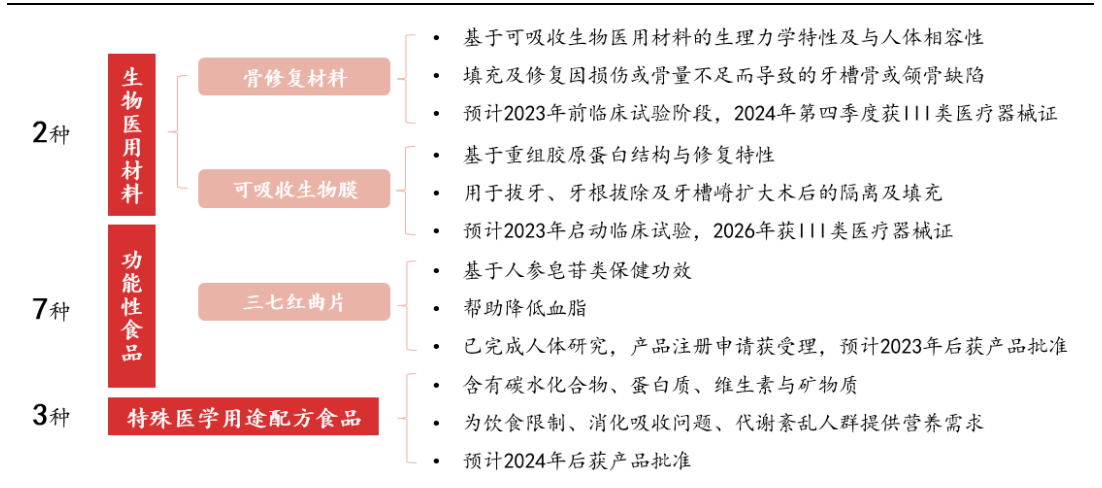 2种
生物医用材料
骨修复材料
• 基于可吸收生物医用材料的生理力学特性及与人体相容性
• 填充及修复因损伤或骨量不足而导致的牙槽骨或颌骨缺陷
• 预计2023年前临床试验阶段，2024年第四季度获III类医疗器械证
可吸收生物膜
• 基于重组胶原蛋白结构与修复特性
• 用于拔牙、牙根拔除及牙槽嵴扩大术后的隔离及填充
• 预计2023年启动临床试验，2026年获III类医疗器械证
7种
功能性食品
三七红曲片
• 基于人参皂苷类保健功效
• 帮助降低血脂
• 已完成人体研究，产品注册申请获受理，预计2023年后获产品批准
3种
特殊医学用途配方食品
• 含有碳水化合物、蛋白质、维生素与矿物质
• 为饮食限制、消化吸收问题、代谢紊乱人群提供营养需求
• 预计2024年后获产品批准